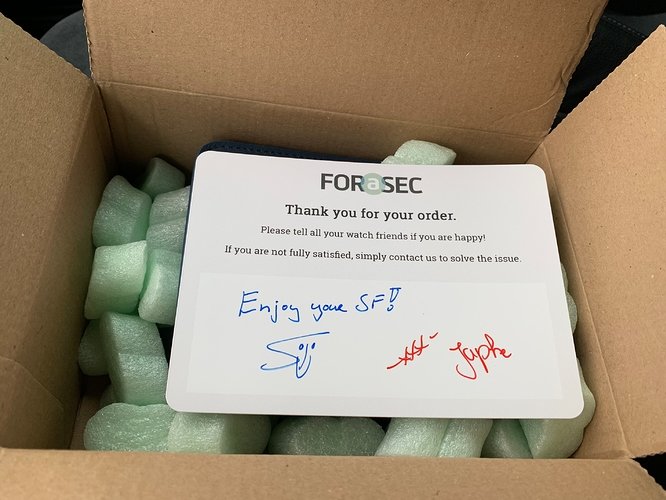 FORaSEC
Thank you for your order.
Please tell all your watch friends if you are happy!
If you are not fully satisfied, simply contact us to solve the issue.
Enjoy your SF!!